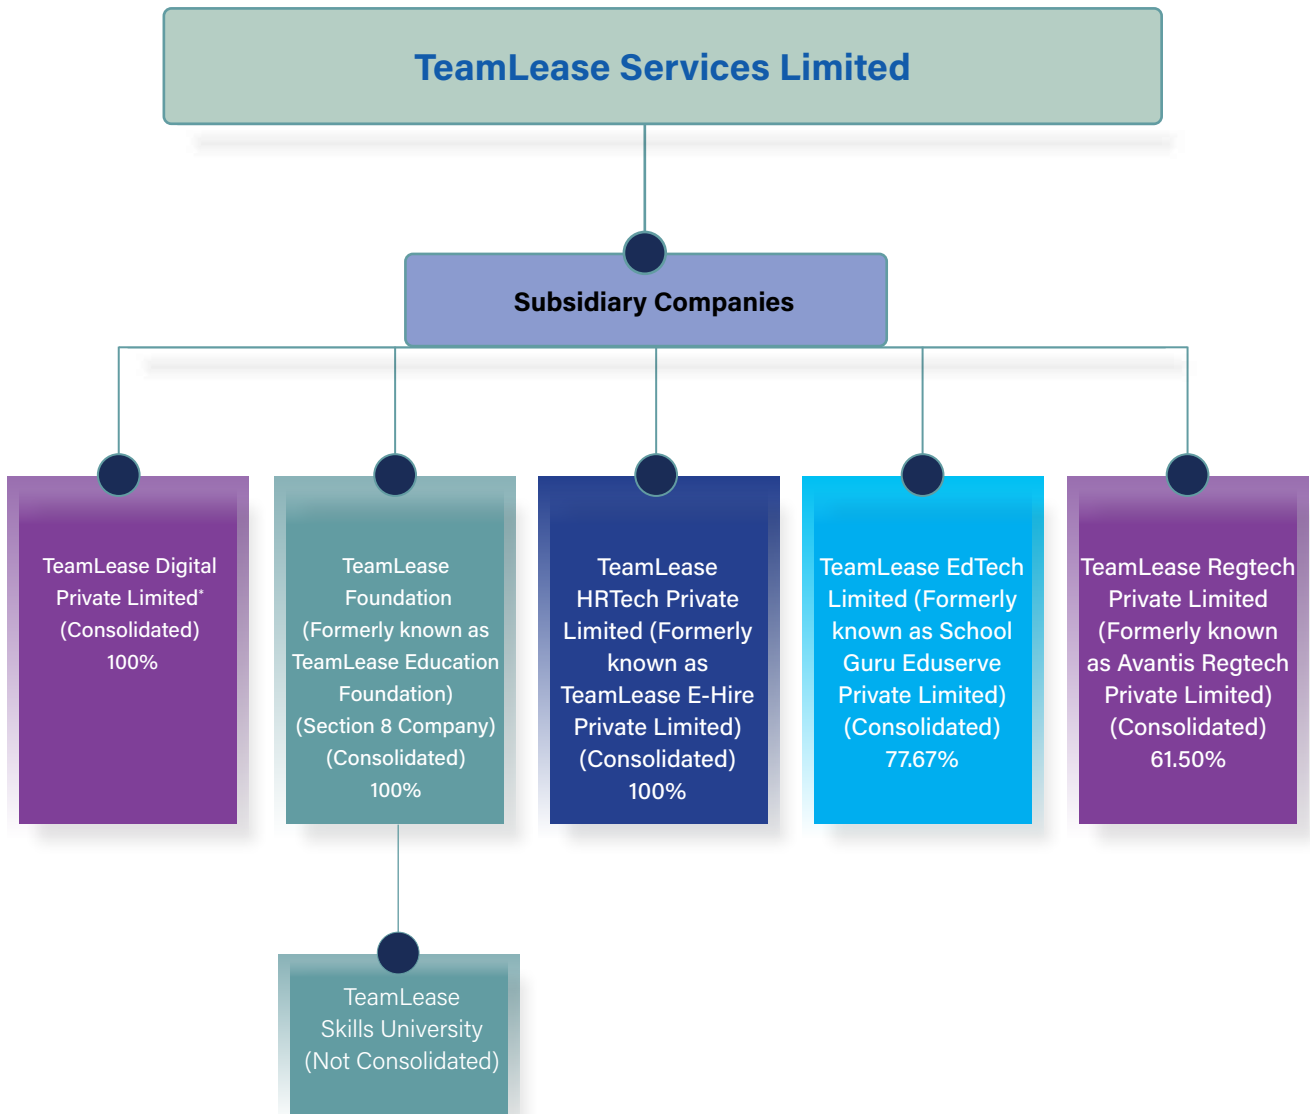 TeamLease Services Limited
Subsidiary Companies
TeamLease Digital
Private Limited*
(Consolidated)
100%
TeamLease
Foundation
(Formerly known as
TeamLease Education
Foundation)
(Section 8 Company)
(Consolidated)
100%
TeamLease
HRTech Private
Limited (Formerly
known as
TeamLease E-Hire
Private Limited)
(Consolidated)
100%
TeamLease EdTech
Limited (Formerly
known as School
Guru Eduserve
Private Limited)
(Consolidated)
77.67%
TeamLease Regtech
Private Limited
(Formerly known
as Avantis Regtech
Private Limited)
(Consolidated)
61.50%
TeamLease
Skills University
(Not Consolidated)